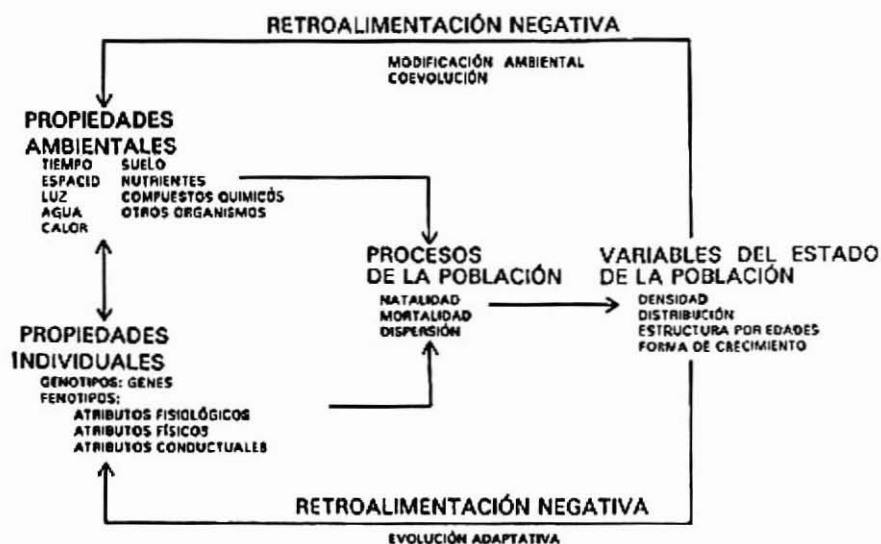 RETROALIMENTACIÓN NEGATIVA
MODIFICACIÓN AMBIENTAL
COEVOLUCIÓN
PROPIEDADES
AMBIENTALES
TIEMPO SUELO
ESPACIO NUTRIENTES
LUZ COMPUESTOS QUIMICÓS
AGUA OTROS ORGANISMOS
CALOR
PROCESOS
DE LA POBLACIÓN
NATALIDAD
MORTALIDAD
DISPERSIÓN
VARIABLES DEL ESTADO
DE LA POBLACIÓN
DENSIDAD
DISTRIBUCIÓN
ESTRUCTURA POR EDADES
FORMA DE CRECIMIENTO
PROPIEDADES
INDIVIDUALES
GENOTIPOS: GENES
FENOTIPOS:
ATRIBUTOS FISIOLÓGICOS
ATRIBUTOS FÍSICOS
ATRIBUTOS CONDUCTUALES
RETROALIMENTACIÓN NEGATIVA
EVOLUCIÓN ADAPTATIVA